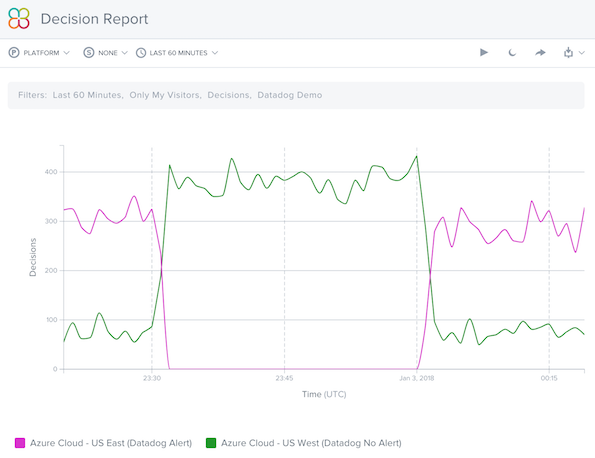 Decision Report
P PLATFORM S NONE LAST 60 MINUTES
Filters: Last 60 Minutes, Only My Visitors, Decisions, Datadog Demo
400
300
200
100
0
Decisions
23:30 23:45 Jan 3, 2018 00:15
Time (UTC)
Azure Cloud - US East (Datadog Alert) Azure Cloud - US West (Datadog No Alert)